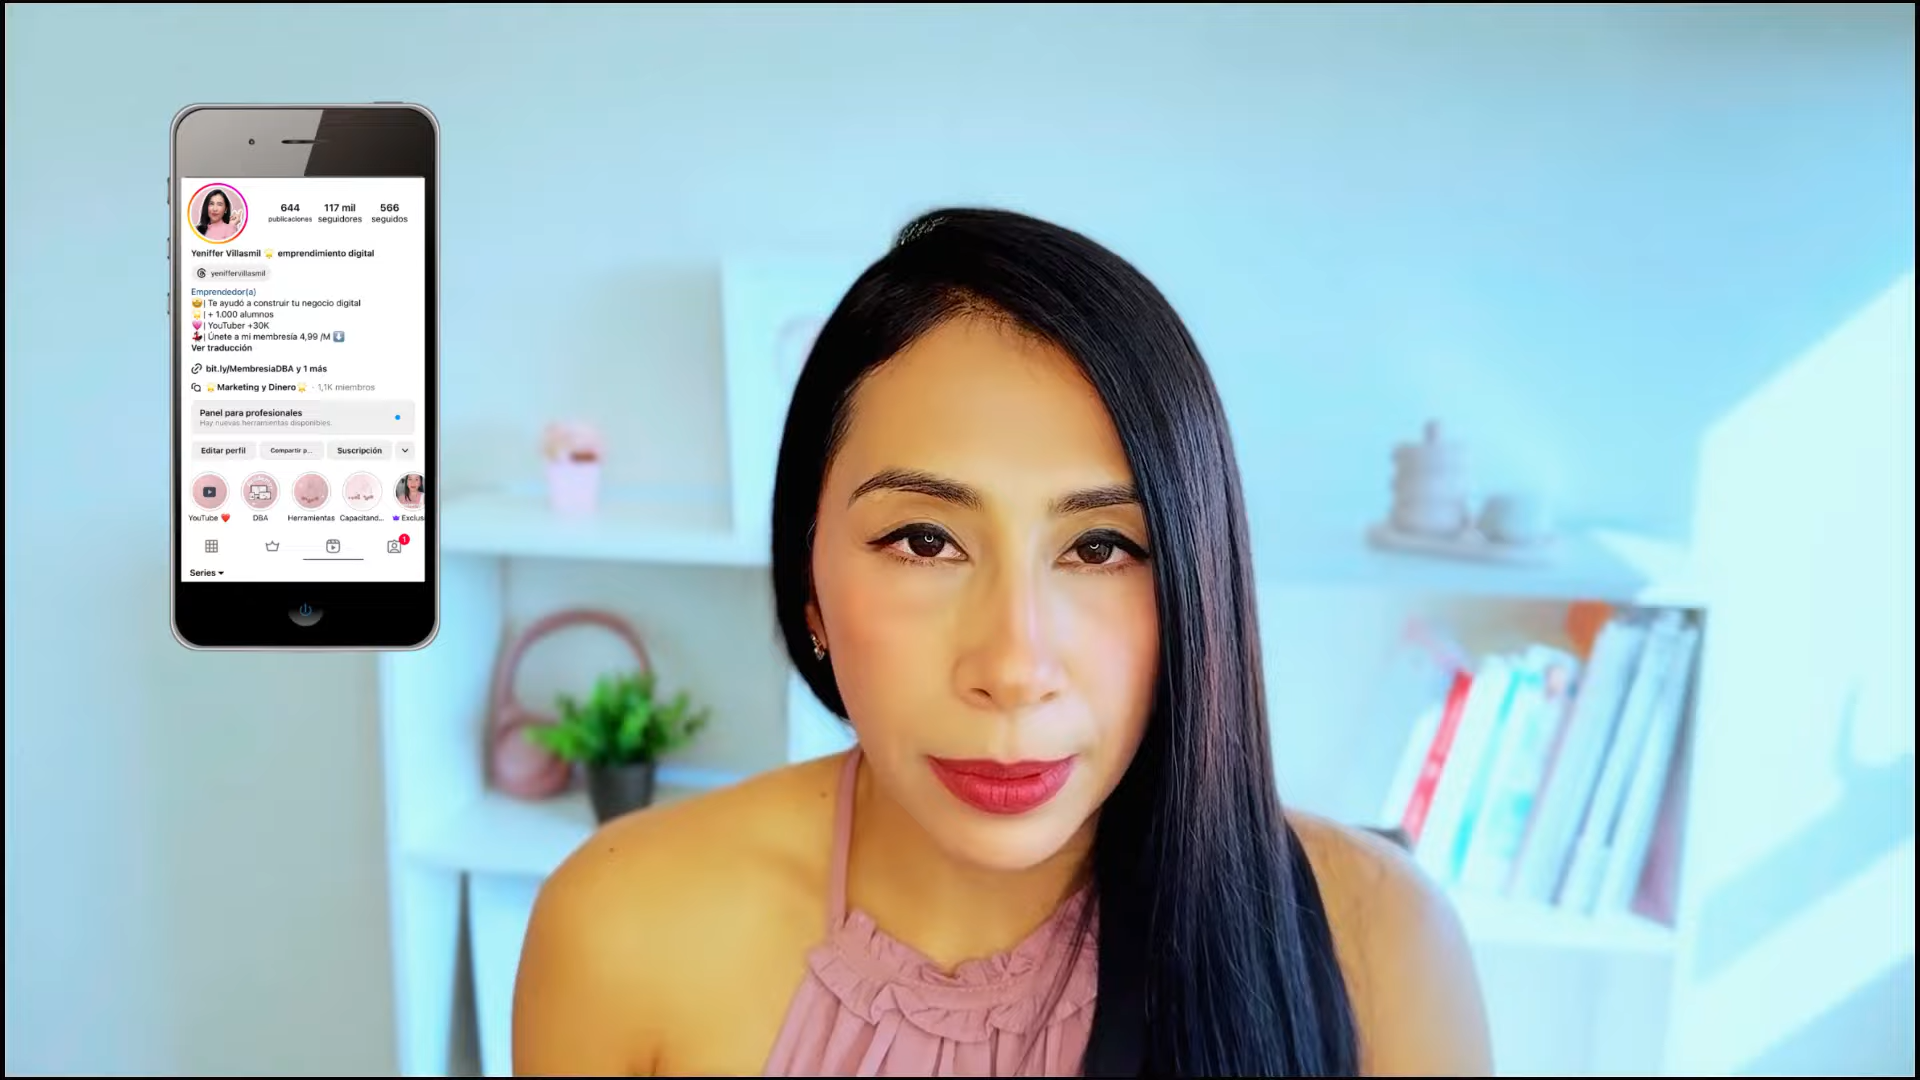 644 117 mil 566
publicaciones seguidores seguidos
Yeniffer Villasmil 🌟 emprendimiento digital
yeniffervillasmil
Emprendedor(a)
🤩| Te ayudó a construir tu negocio digital
🌟| + 1.000 alumnos
💗| YouTuber +30K
💃| Únete a mi membresía 4,99 /M ⬇️
Ver traducción
bit.ly/MembresiaDBA y 1 más
🌟Marketing y Dinero🌟 · 1,1K miembros
Panel para profesionales
Hay nuevas herramientas disponibles.
Editar perfil Compartir p... Suscripción
YouTube ❤️ DBA Herramientas Capacitand... Exclus
1
Series